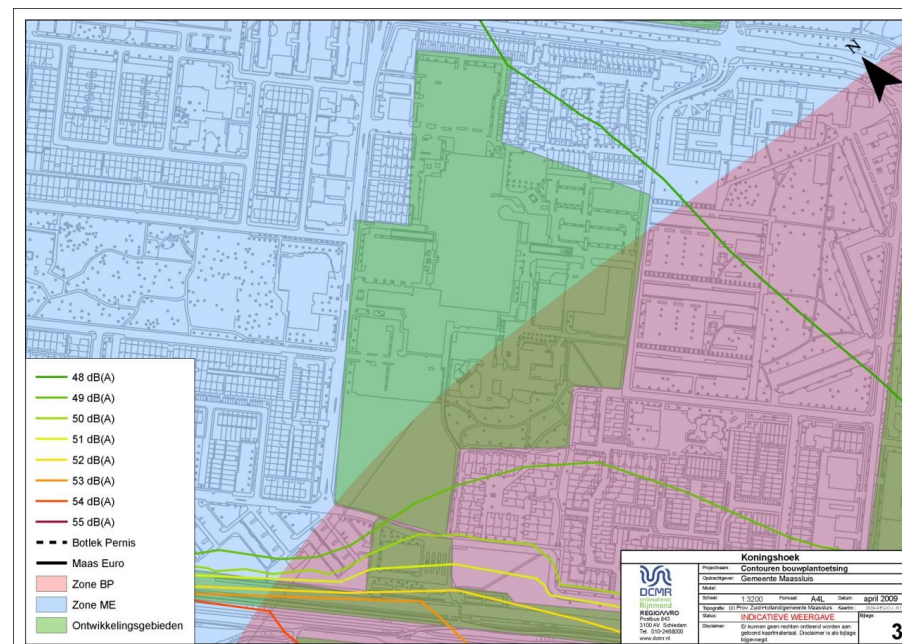 N
48 dB(A)
49 dB(A)
50 dB(A)
51 dB(A)
52 dB(A)
53 dB(A)
54 dB(A)
55 dB(A)
Botlek Pernis
Maas Euro
Zone BP
Zone ME
Ontwikkelingsgebieden
DCMR
milieudienst
Rijnmond
REGIO/VRO
Postbus 843
3100 AV Schiedam
Tel. 010-2468000
www.dcmr.nl
Koningshoek
Projectnaam: Contouren bouwplantoetsing
Opdrachtgever: Gemeente Maassluis
Model:
Schaal: 1:3200 Formaat: A4L Datum: april 2009
Topografie: (c) Prov. Zuid-Holland/gemeente Maassluis Kaartnr.:
Status: INDICATIEVE WEERGAVE Bijlage:
Disclaimer: Er kunnen geen rechten ontleend worden aan
getoond kaartmateriaal. Disclaimer is als bijlage
bijgevoegd.
3